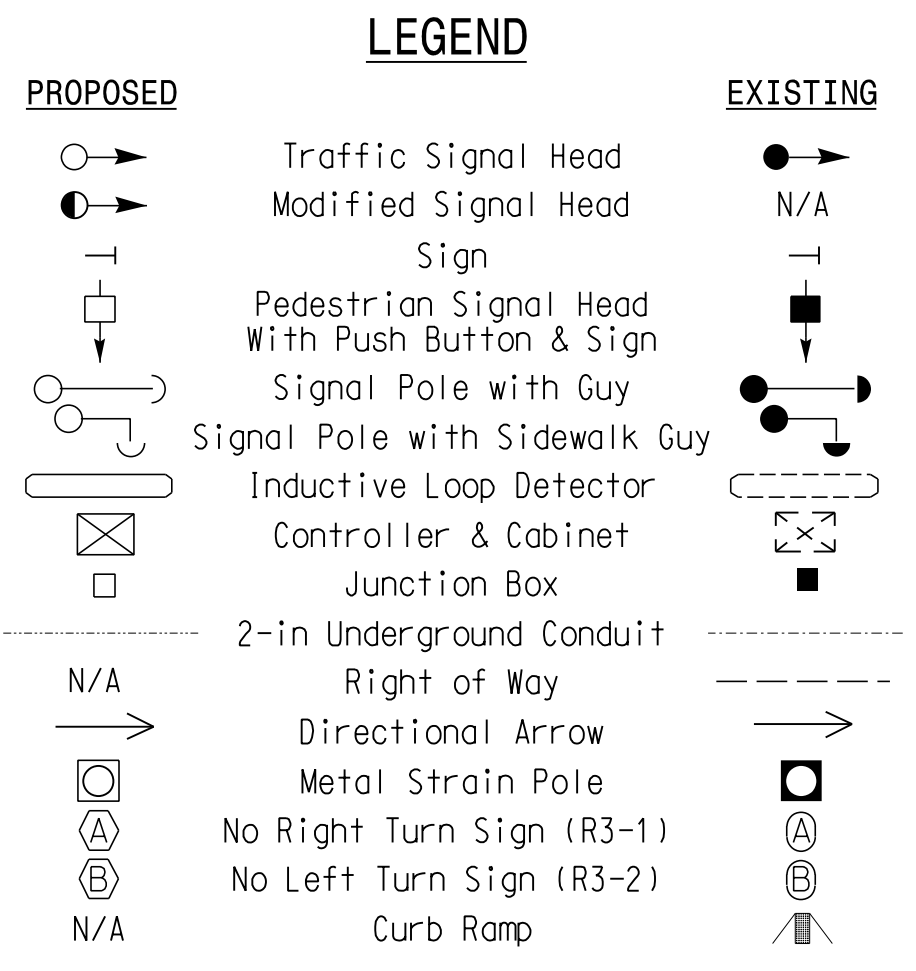 LEGEND
PROPOSED EXISTING
Traffic Signal Head
Modified Signal Head N/A
Sign
Pedestrian Signal Head
With Push Button & Sign
Signal Pole with Guy
Signal Pole with Sidewalk Guy
Inductive Loop Detector
Controller & Cabinet
Junction Box
2-in Underground Conduit
N/A Right of Way
Directional Arrow
Metal Strain Pole
A No Right Turn Sign (R3-1) A
B No Left Turn Sign (R3-2) B
N/A Curb Ramp